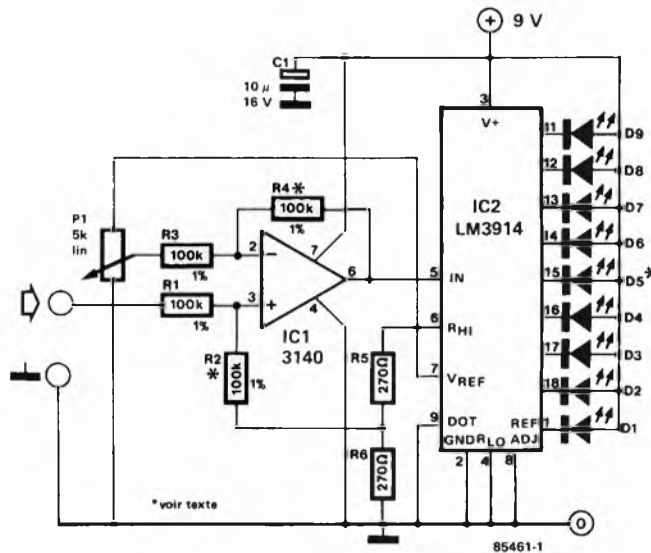 9 V
C1
10 µ
16 V
3
V+
11
D9
12
D8
R4*
100k
1%
P1
5k
lin
R3
100k
1%
IC2
LM3914
13
D7
14
D6
2
−
7
6
5
IN
15
D5*
R1
100k
1%
3
+
4
IC1
3140
6
RHI
16
D4
17
D3
R2
*
100k
1%
R5
270Ω
7
VREF
18
D2
9
DOT
REF
1
D1
GND
RLO
ADJ
R6
270Ω
2
4
8
*voir texte
0
85461-1